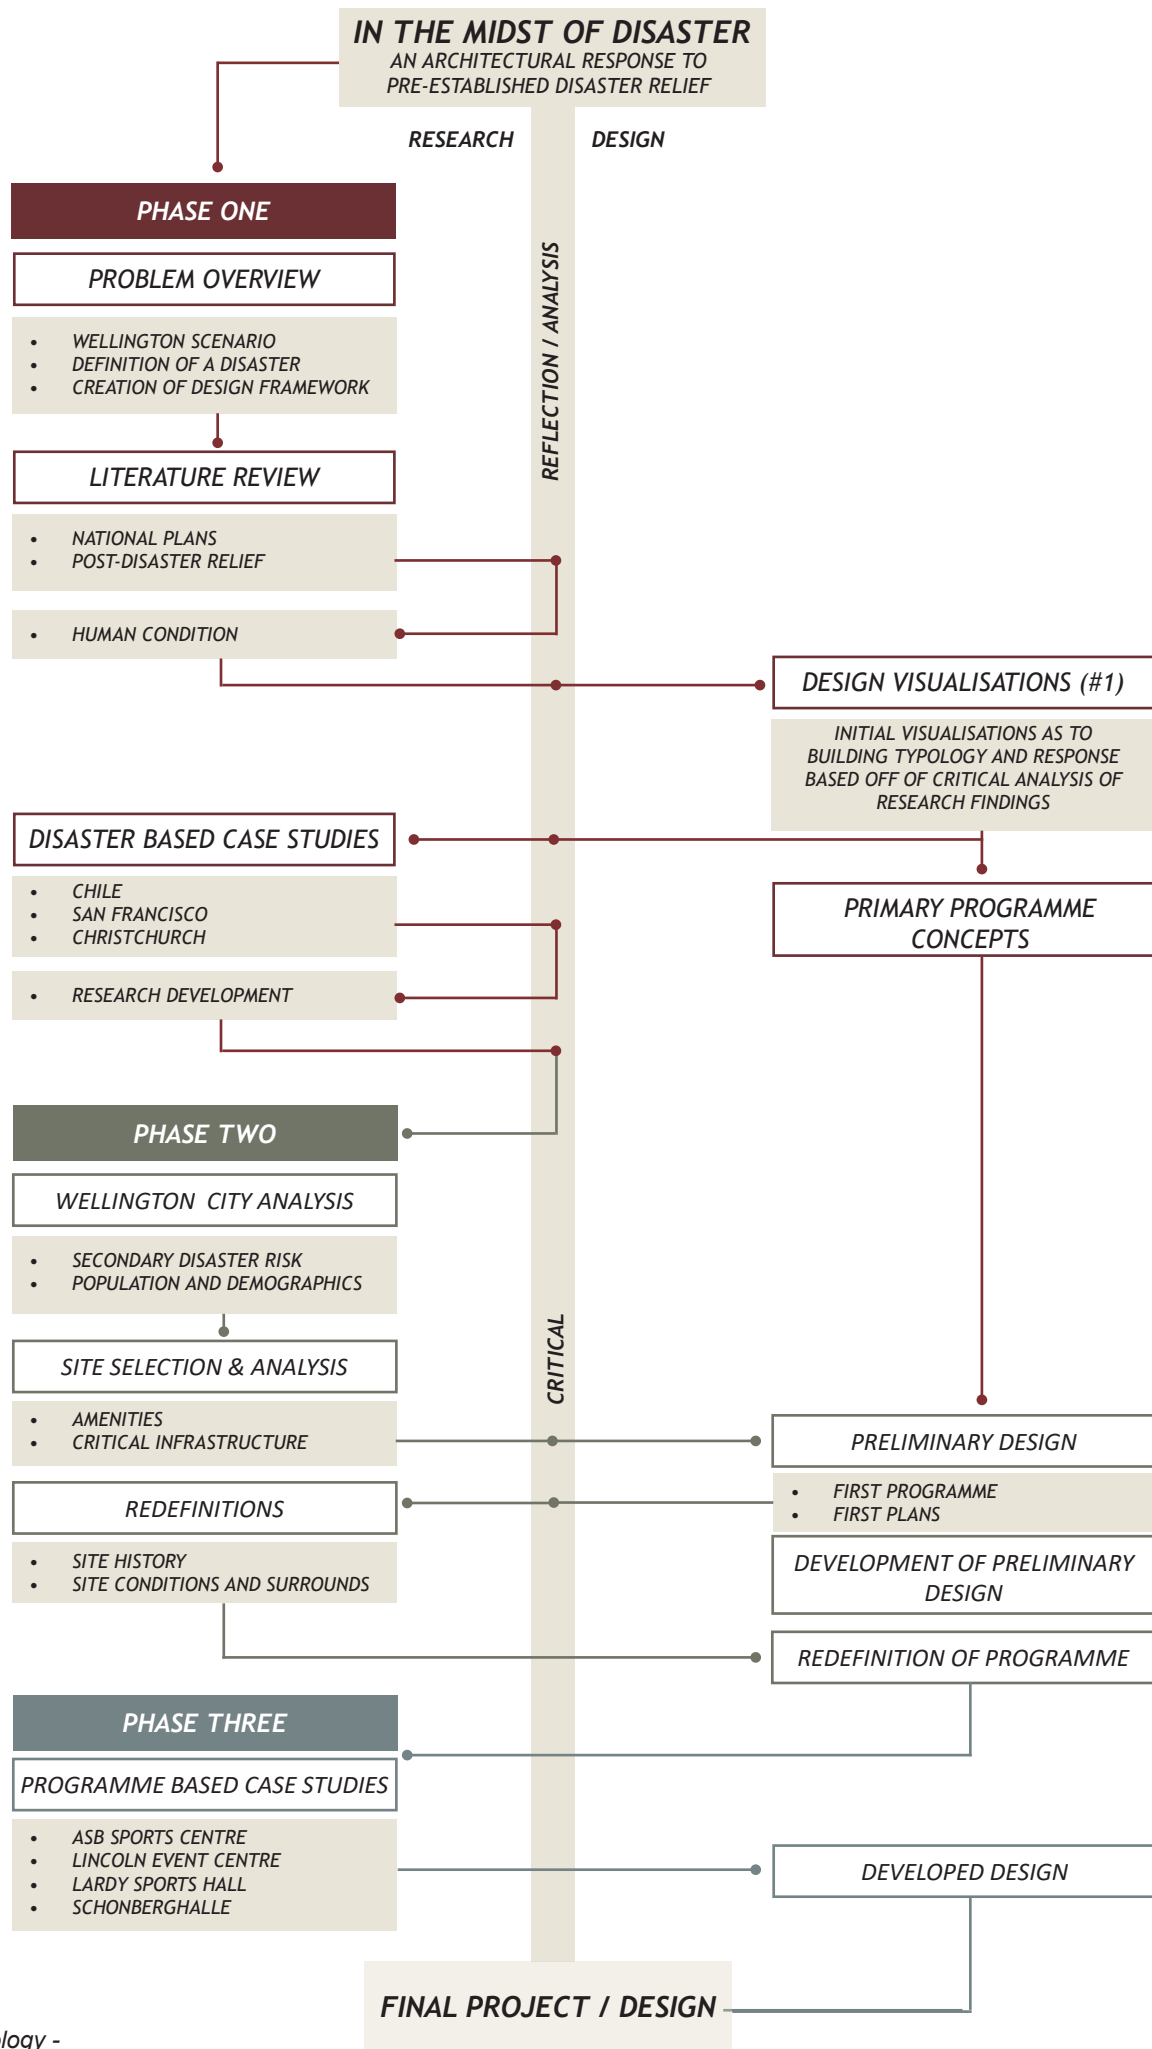 IN THE MIDST OF DISASTER
AN ARCHITECTURAL RESPONSE TO
PRE-ESTABLISHED DISASTER RELIEF
RESEARCH
DESIGN
PHASE ONE
PROBLEM OVERVIEW
• WELLINGTON SCENARIO
• DEFINITION OF A DISASTER
• CREATION OF DESIGN FRAMEWORK
REFLECTION / ANALYSIS
LITERATURE REVIEW
• NATIONAL PLANS
• POST-DISASTER RELIEF
• HUMAN CONDITION
DESIGN VISUALISATIONS (#1)
INITIAL VISUALISATIONS AS TO
BUILDING TYPOLOGY AND RESPONSE
BASED OFF OF CRITICAL ANALYSIS OF
RESEARCH FINDINGS
DISASTER BASED CASE STUDIES
• CHILE
• SAN FRANCISCO
• CHRISTCHURCH
PRIMARY PROGRAMME
CONCEPTS
• RESEARCH DEVELOPMENT
PHASE TWO
WELLINGTON CITY ANALYSIS
• SECONDARY DISASTER RISK
• POPULATION AND DEMOGRAPHICS
CRITICAL
SITE SELECTION & ANALYSIS
• AMENITIES
• CRITICAL INFRASTRUCTURE
PRELIMINARY DESIGN
• FIRST PROGRAMME
• FIRST PLANS
REDEFINITIONS
• SITE HISTORY
• SITE CONDITIONS AND SURROUNDS
DEVELOPMENT OF PRELIMINARY
DESIGN
REDEFINITION OF PROGRAMME
PHASE THREE
PROGRAMME BASED CASE STUDIES
• ASB SPORTS CENTRE
• LINCOLN EVENT CENTRE
• LARDY SPORTS HALL
• SCHONBERGHALLE
DEVELOPED DESIGN
FINAL PROJECT / DESIGN
ology -